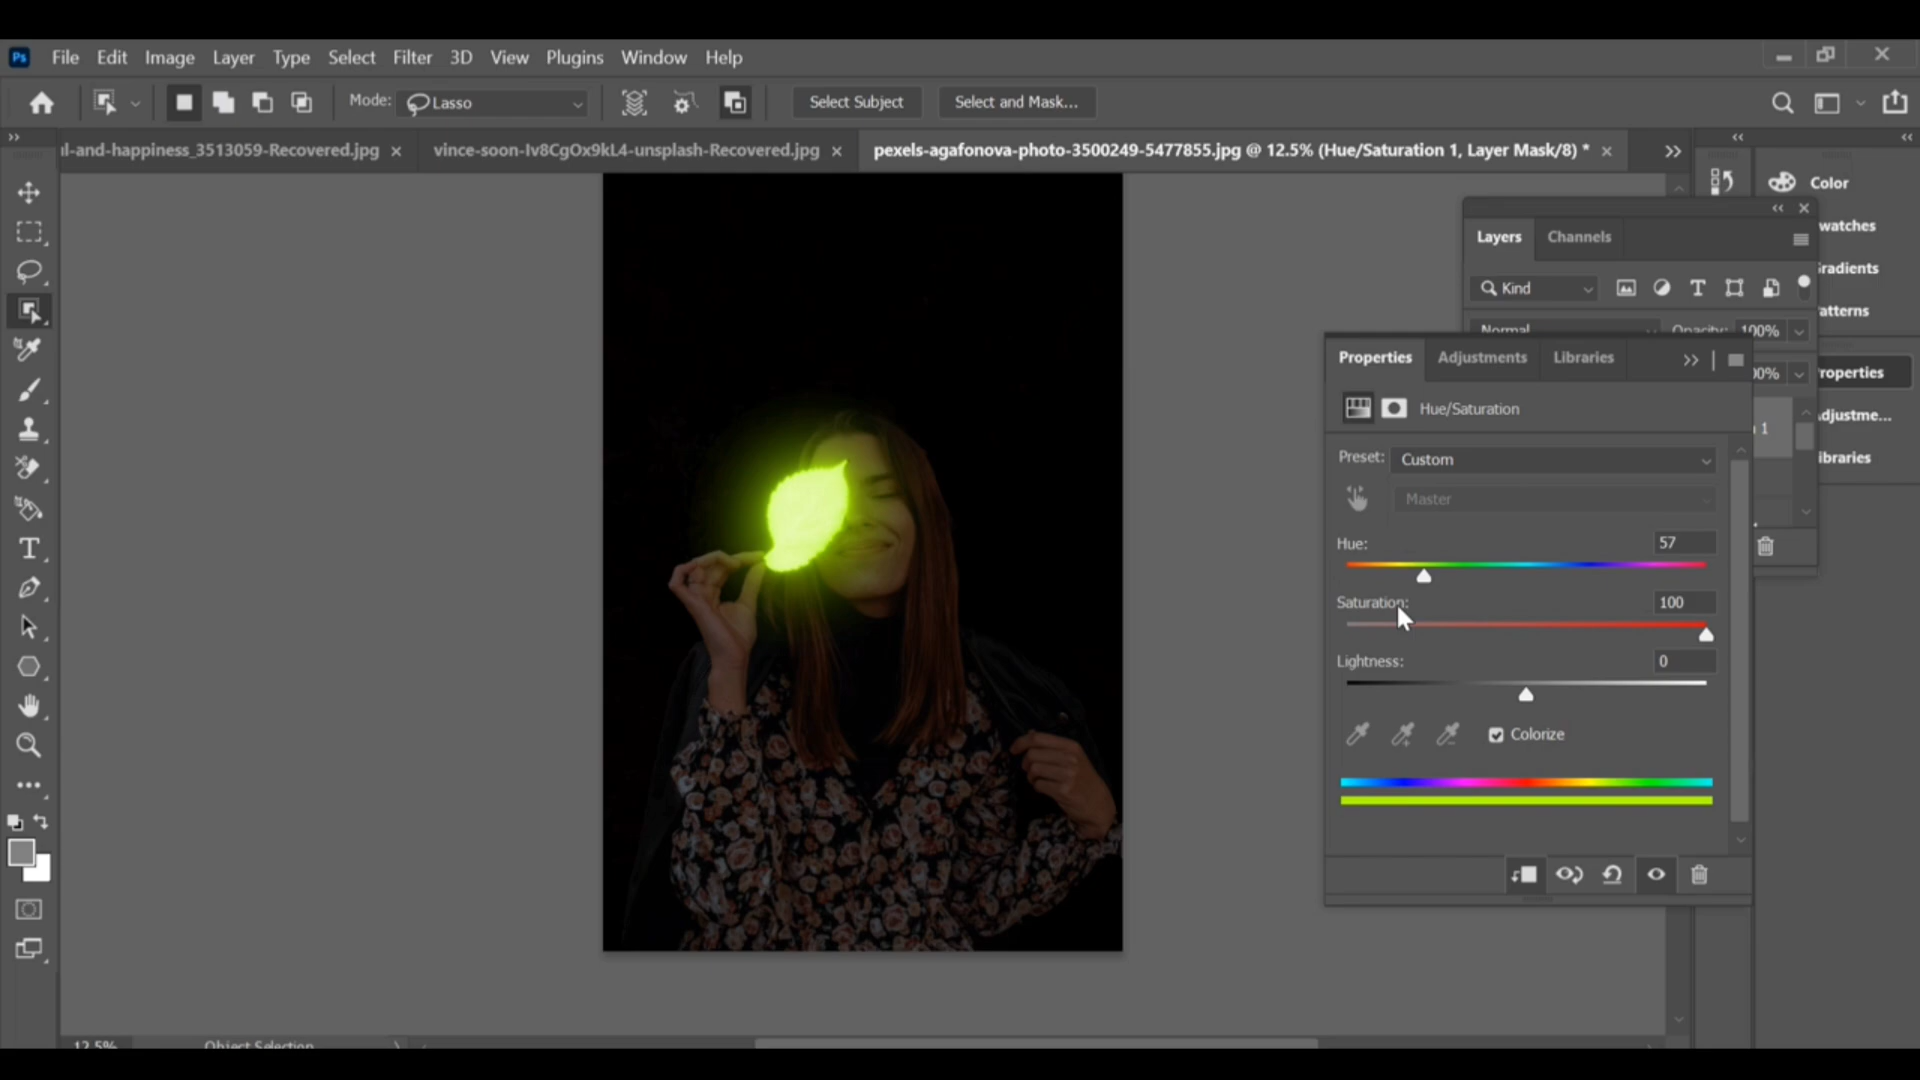 Ps File Edit Image Layer Type Select Filter 3D View Plugins Window Help
Mode: Lasso Select Subject Select and Mask...
l-and-happiness_3513059-Recovered.jpg × vince-soon-Iv8CgOx9kL4-unsplash-Recovered.jpg × pexels-agafonova-photo-3500249-5477855.jpg @ 12.5% (Hue/Saturation 1, Layer Mask/8) * ×
Color
watches
radients
atterns
roperties
djustme...
ibraries
Layers Channels
Kind
Normal Opacity: 100%
00%
1
Properties Adjustments Libraries
Hue/Saturation
Preset: Custom
Master
Hue: 57
Saturation: 100
Lightness: 0
Colorize
12.5% Object Selection